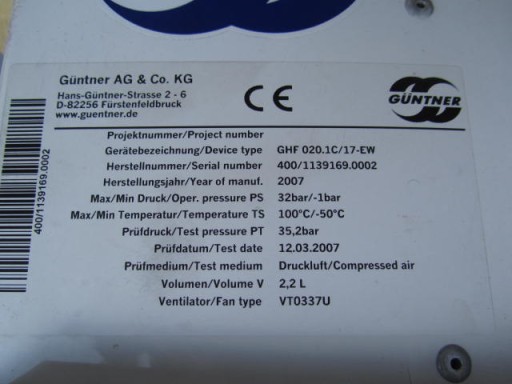 Güntner AG & Co. KG
Hans-Güntner-Strasse 2 - 6
D-82256 Fürstenfeldbruck
www.guentner.de
CE
GÜNTNER
400/1139169.0002
Projektnummer/Project number
Gerätebezeichnung/Device type GHF 020.1C/17-EW
Herstellnummer/Serial number 400/1139169.0002
Herstellungsjahr/Year of manuf. 2007
Max/Min Druck/Oper. pressure PS 32bar/-1bar
Max/Min Temperatur/Temperature TS 100°C/-50°C
Prüfdruck/Test pressure PT 35,2bar
Prüfdatum/Test date 12.03.2007
Prüfmedium/Test medium Druckluft/Compressed air
Volumen/Volume V 2,2 L
Ventilator/Fan type VT0337U